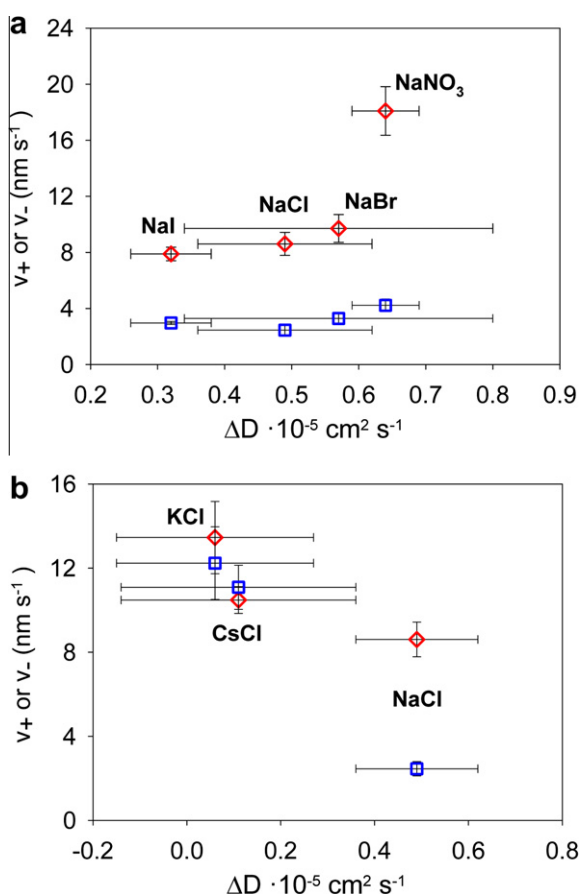 a
24
20
16
12
8
4
0
v₊ or v₋ (nm s⁻¹)
NaNO₃
NaBr
NaCl
NaI
0.2 0.3 0.4 0.5 0.6 0.7 0.8 0.9
ΔD ·10⁻⁵ cm² s⁻¹
b
16
12
8
4
0
v₊ or v₋ (nm s⁻¹)
KCl
CsCl
NaCl
-0.2 0.0 0.2 0.4 0.6 0.8
ΔD ·10⁻⁵ cm² s⁻¹